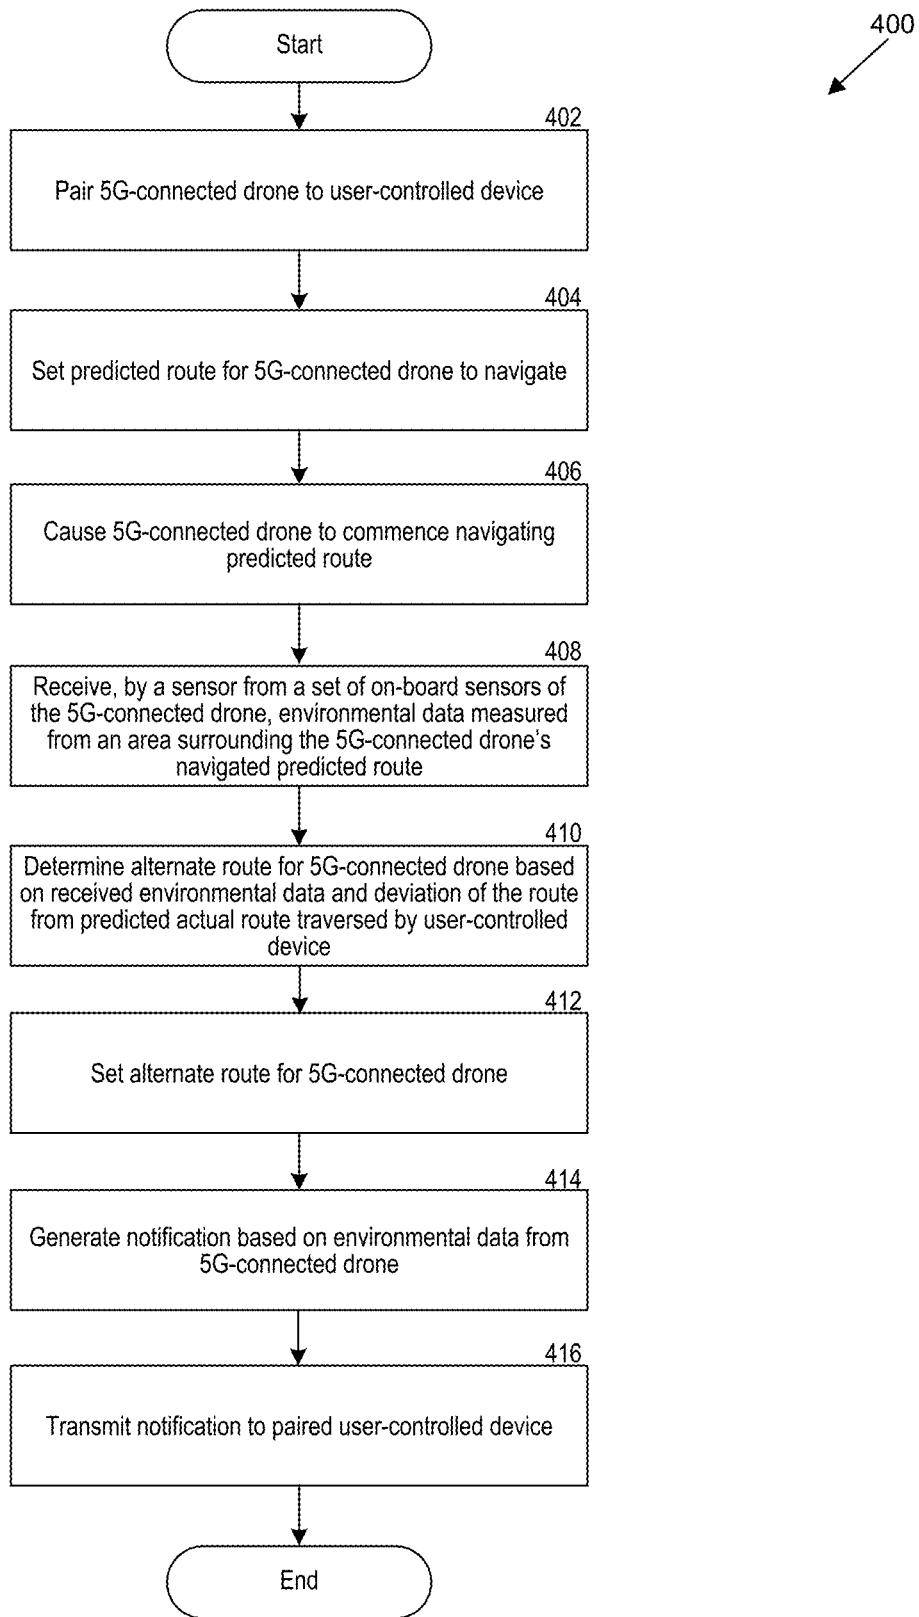 400
Start
402
Pair 5G-connected drone to user-controlled device
404
Set predicted route for 5G-connected drone to navigate
406
Cause 5G-connected drone to commence navigating
predicted route
408
Receive, by a sensor from a set of on-board sensors of
the 5G-connected drone, environmental data measured
from an area surrounding the 5G-connected drone's
navigated predicted route
410
Determine alternate route for 5G-connected drone based
on received environmental data and deviation of the route
from predicted actual route traversed by user-controlled
device
412
Set alternate route for 5G-connected drone
414
Generate notification based on environmental data from
5G-connected drone
416
Transmit notification to paired user-controlled device
End